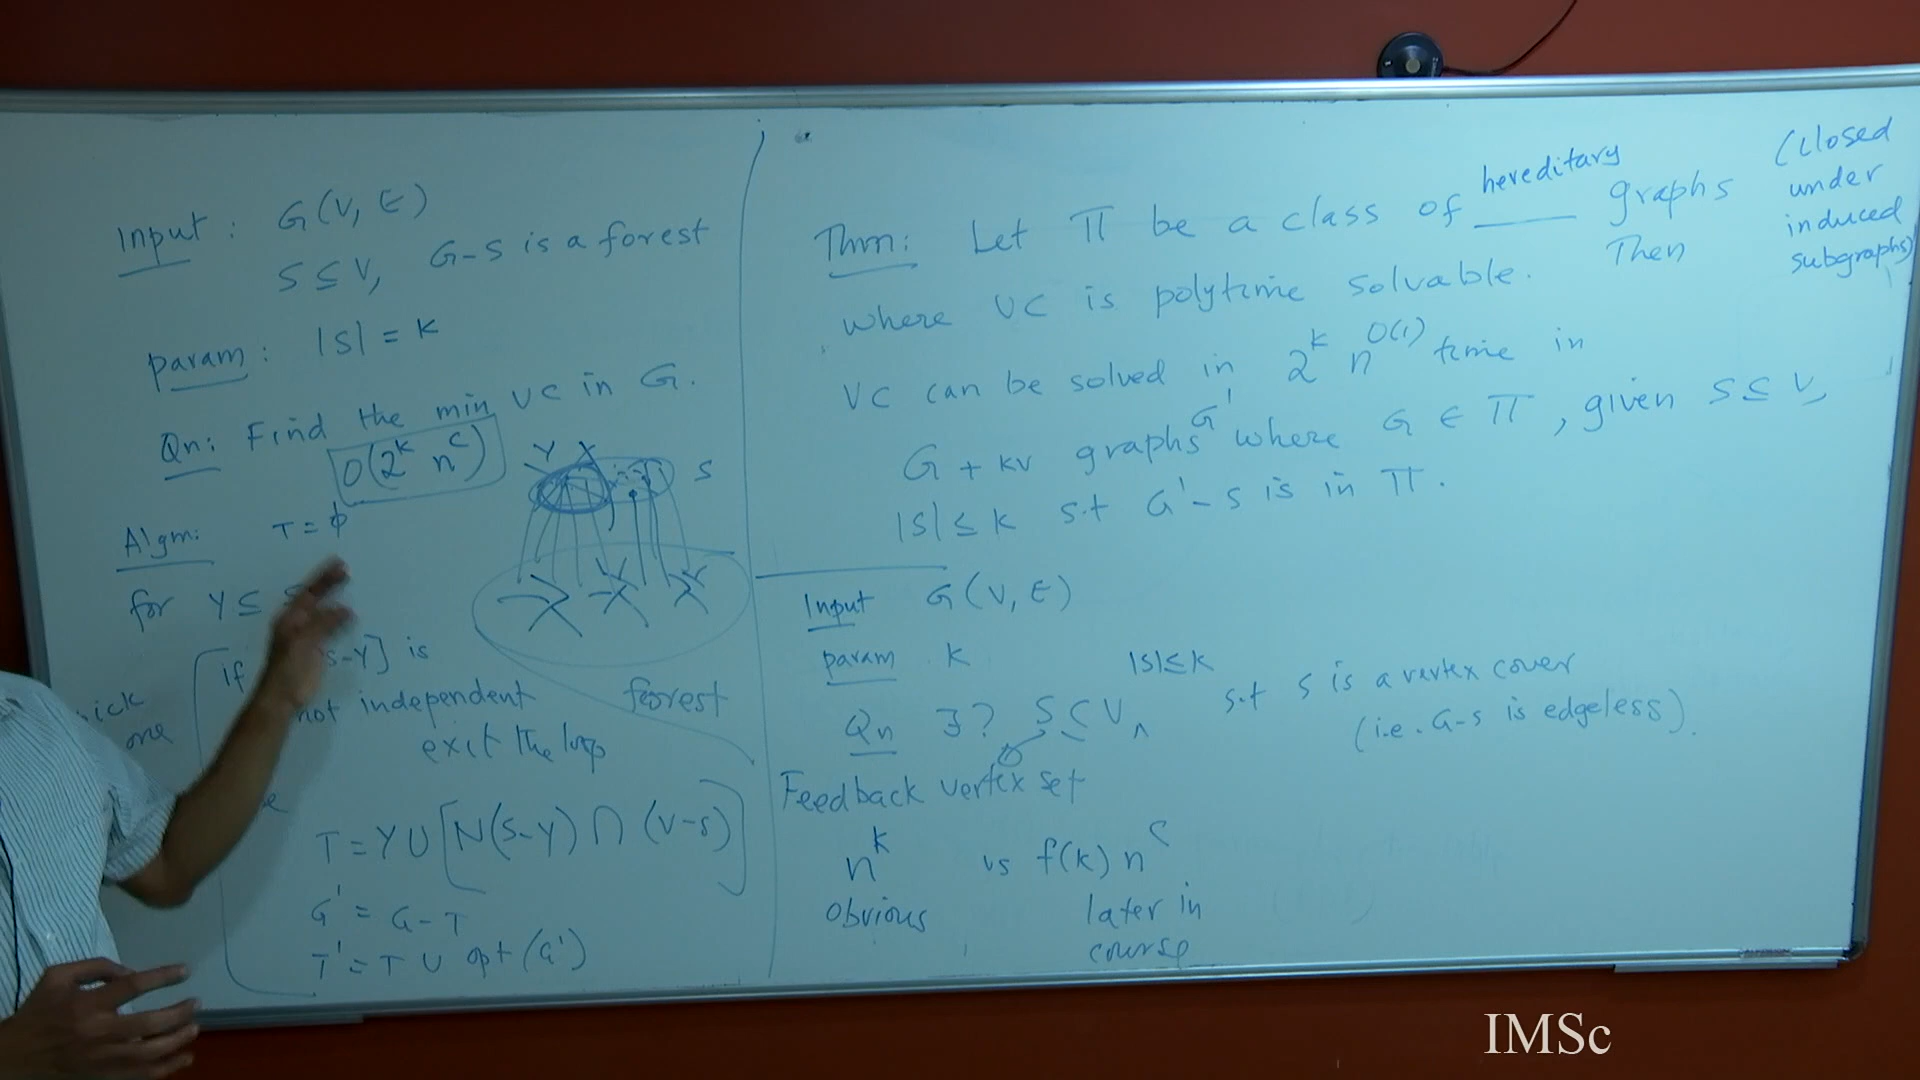 Input : G(V, E)
S ⊆ V, G-S is a forest
param : |S| = k
Qn: Find the min VC in G.
O(2^k n^c)
Y X
S
Algm: T = φ
for Y ⊆
if S-Y] is
not independent
exit the loop
forest
ick
one
T = Y ∪ [N(S-Y) ∩ (V-S)]
G' = G - T
T' = T ∪ opt(G')
Thm: Let Π be a class of hereditary graphs (closed under induced subgraphs)
where VC is polytime solvable. Then
VC can be solved in 2^k n^O(1) time in
G + kv graphs G' where G ∈ Π, given S ⊆ V,
|S| ≤ k s.t G' - S is in Π.
Input G(V, E)
param k
Qn ∃? S ⊆ V, |S| ≤ k s.t S is a vertex cover
(i.e. G-S is edgeless).
Feedback vertex set
n^k vs f(k) n^c
obvious later in
course
IMSc